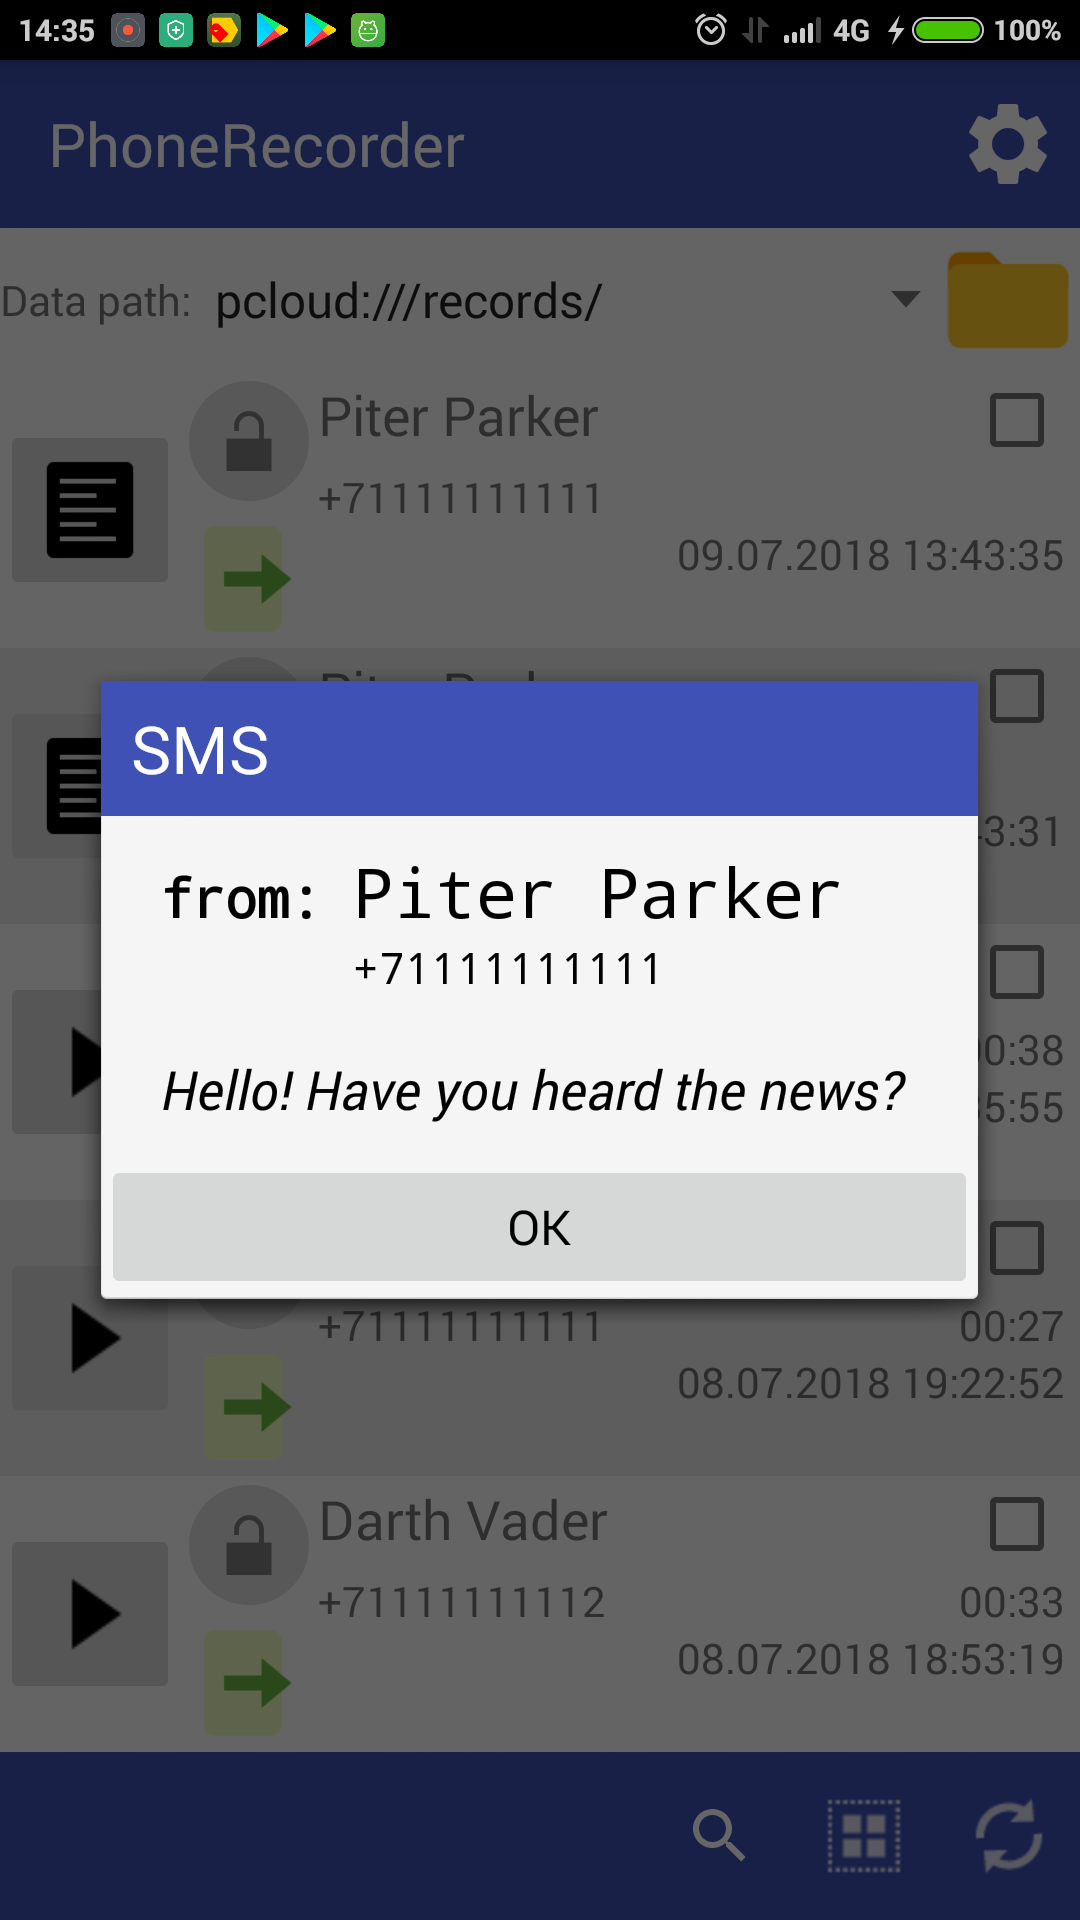 14:35 4G 100%
PhoneRecorder
Data path: pcloud:///records/
Piter Parker
+71111111111
09.07.2018 13:43:35
SMS
3:31
from: Piter Parker
+71111111111
0:38
Hello! Have you heard the news?
5:55
OK
+71111111111 00:27
08.07.2018 19:22:52
Darth Vader
+71111111112 00:33
08.07.2018 18:53:19